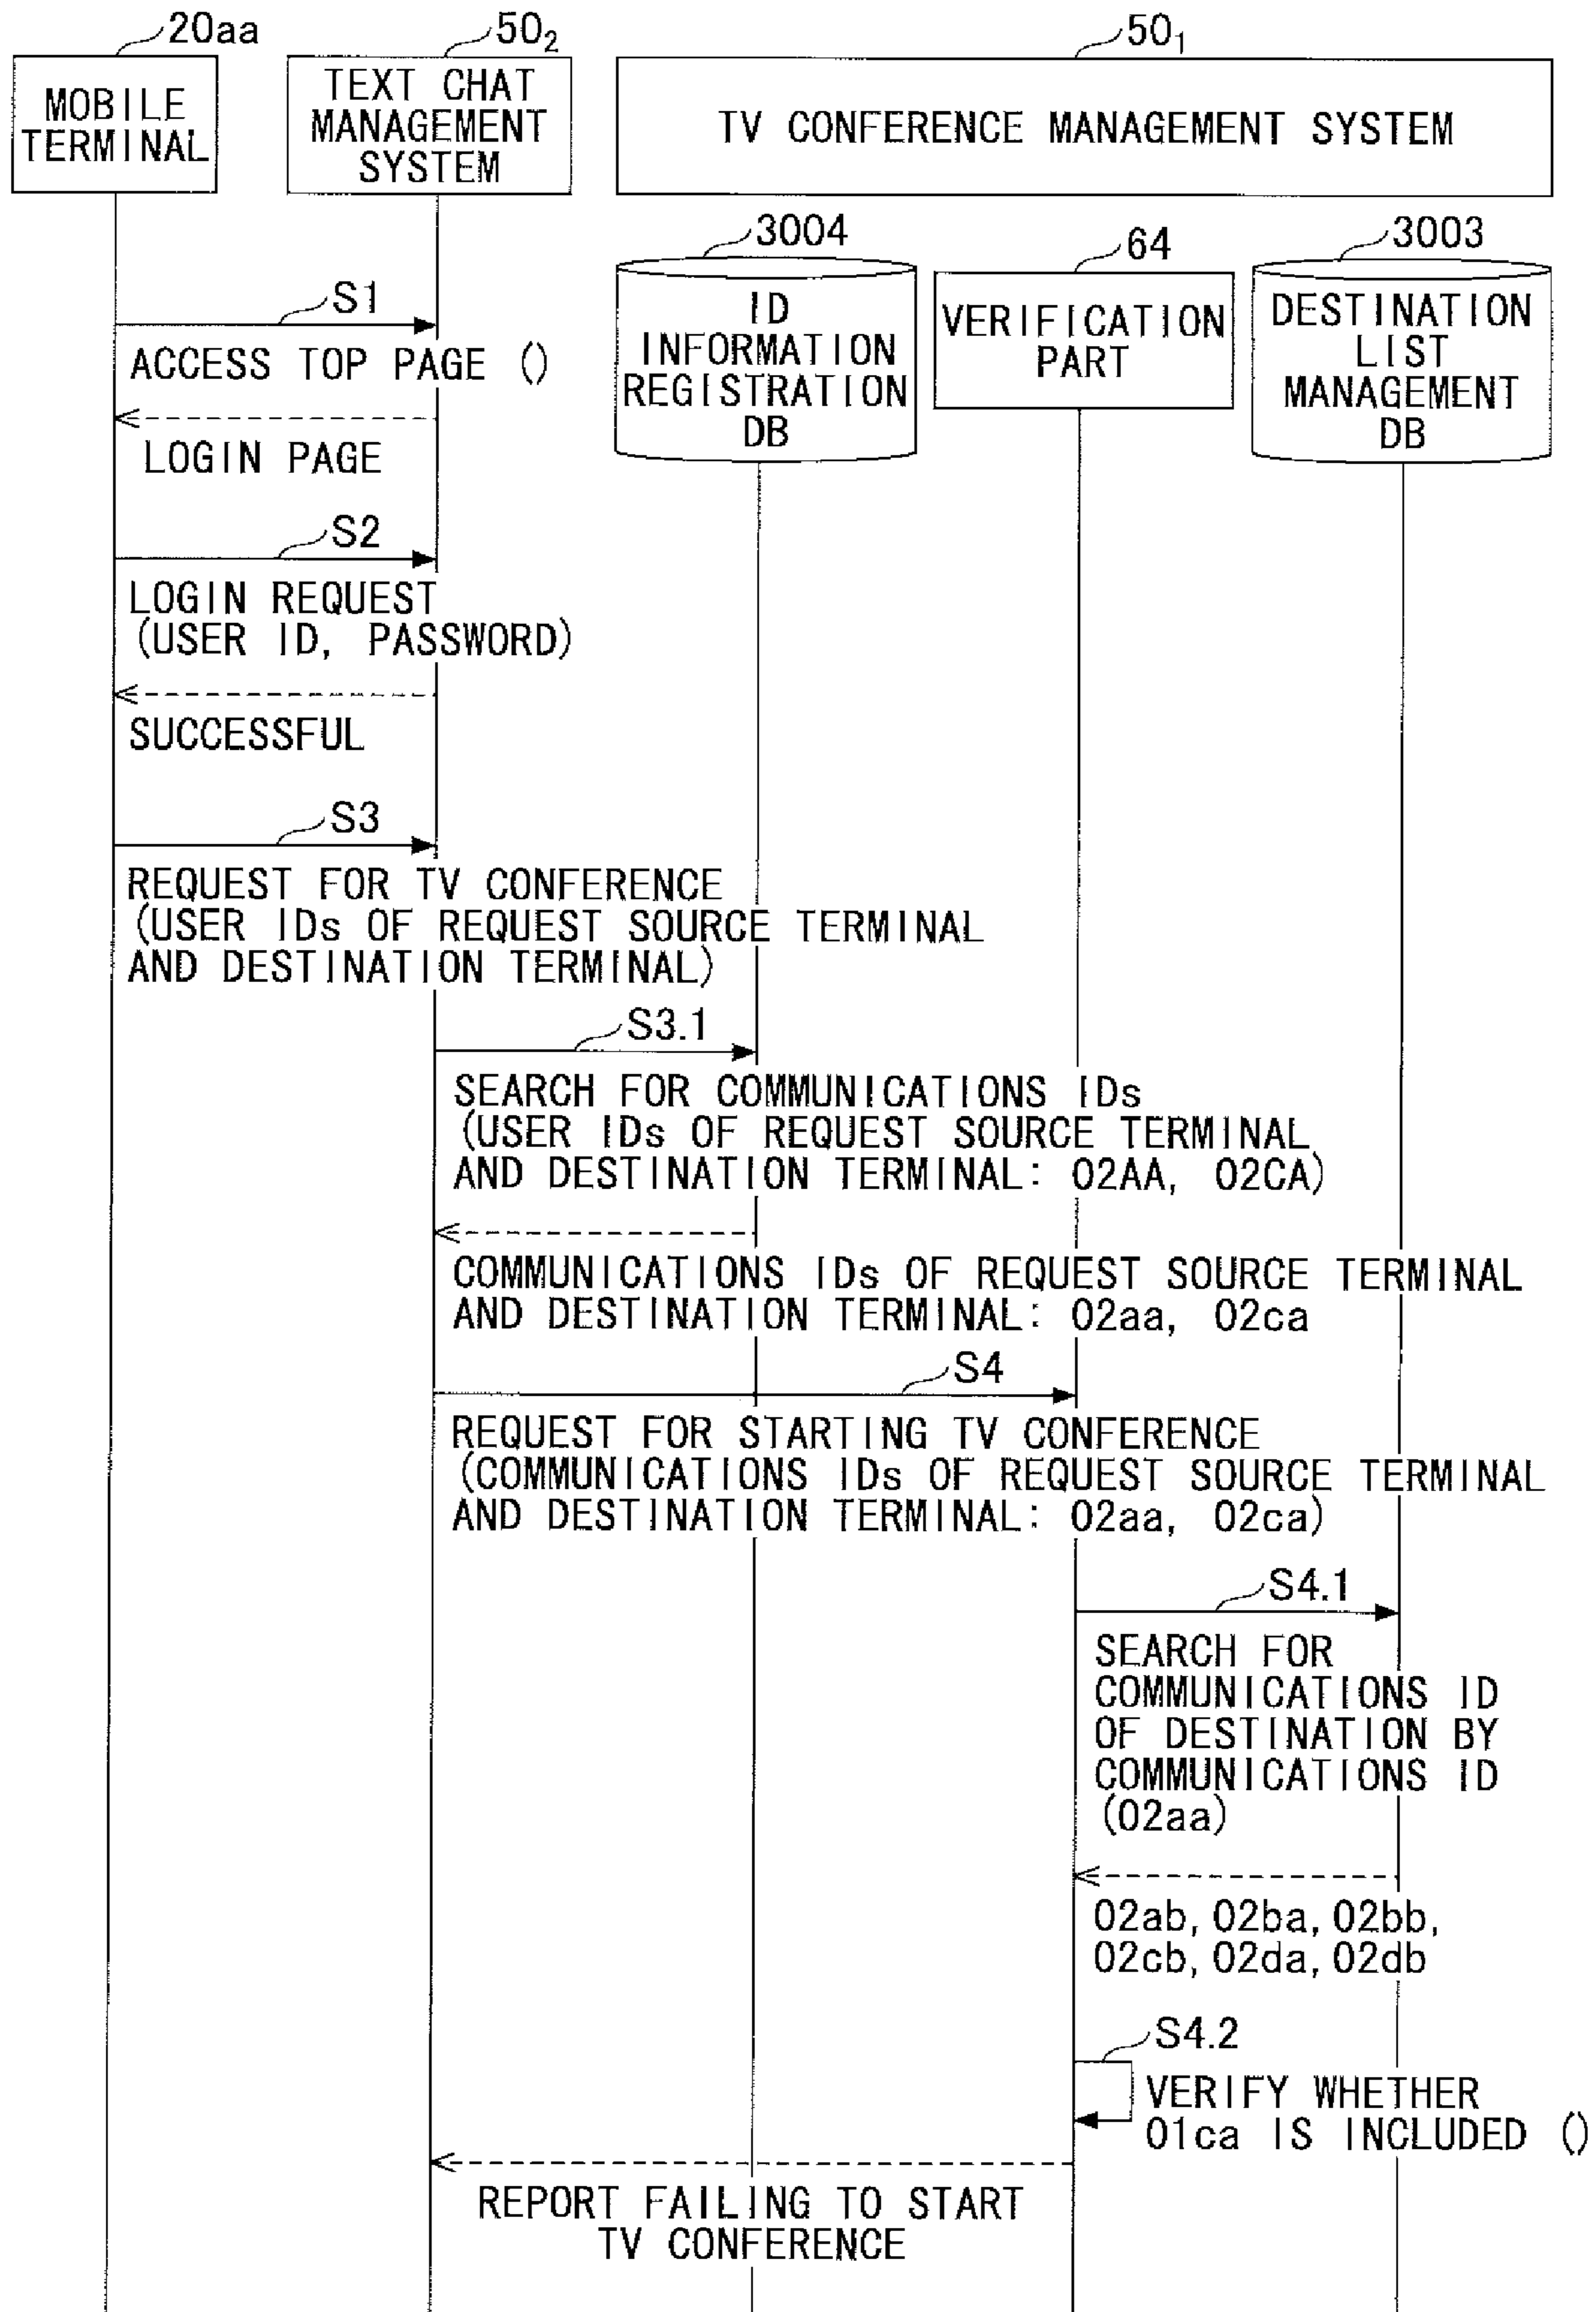 20aa
50₂
50₁
MOBILE
TERMINAL
TEXT CHAT
MANAGEMENT
SYSTEM
TV CONFERENCE MANAGEMENT SYSTEM
3004
64
3003
ID
INFORMATION
REGISTRATION
DB
VERIFICATION
PART
DESTINATION
LIST
MANAGEMENT
DB
S1
ACCESS TOP PAGE ()
LOGIN PAGE
S2
LOGIN REQUEST
(USER ID, PASSWORD)
SUCCESSFUL
S3
REQUEST FOR TV CONFERENCE
(USER IDs OF REQUEST SOURCE TERMINAL
AND DESTINATION TERMINAL)
S3.1
SEARCH FOR COMMUNICATIONS IDs
(USER IDs OF REQUEST SOURCE TERMINAL
AND DESTINATION TERMINAL: 02AA, 02CA)
COMMUNICATIONS IDs OF REQUEST SOURCE TERMINAL
AND DESTINATION TERMINAL: 02aa, 02ca
S4
REQUEST FOR STARTING TV CONFERENCE
(COMMUNICATIONS IDs OF REQUEST SOURCE TERMINAL
AND DESTINATION TERMINAL: 02aa, 02ca)
S4.1
SEARCH FOR
COMMUNICATIONS ID
OF DESTINATION BY
COMMUNICATIONS ID
(02aa)
02ab, 02ba, 02bb,
02cb, 02da, 02db
S4.2
VERIFY WHETHER
01ca IS INCLUDED ()
REPORT FAILING TO START
TV CONFERENCE